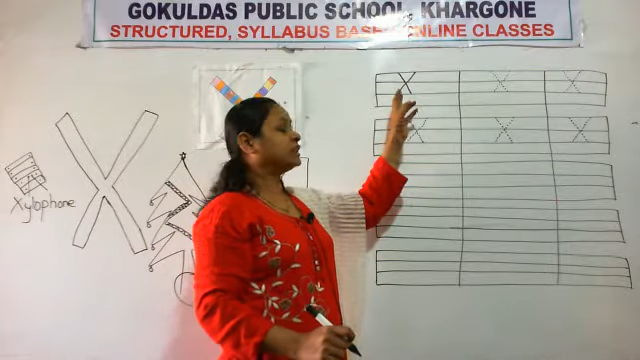 GOKULDAS PUBLIC SCHOOL, KHARGONE
STRUCTURED, SYLLABUS BASED ONLINE CLASSES
X
X X X
X X X
Xylophone